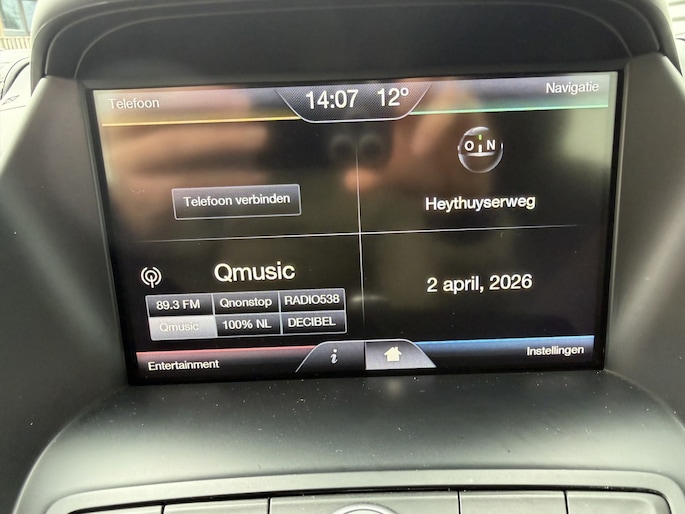 Telefoon
14:07 12°
Navigatie
O N
Telefoon verbinden
Heythuyserweg
Qmusic
89.3 FM Qnonstop RADIO538
Qmusic 100% NL DECIBEL
2 april, 2026
Entertainment
i
Instellingen